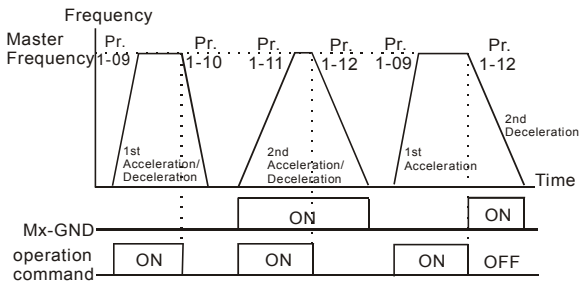 Frequency
Master Frequency
Pr. 1-09
Pr. 1-10
Pr. 1-11
Pr. 1-12
Pr. 1-09
Pr. 1-12
1st Acceleration/ Deceleration
2nd Acceleration/ Deceleration
1st Acceleration
2nd Deceleration
Time
Mx-GND
ON
ON
operation command
ON
ON
ON
OFF